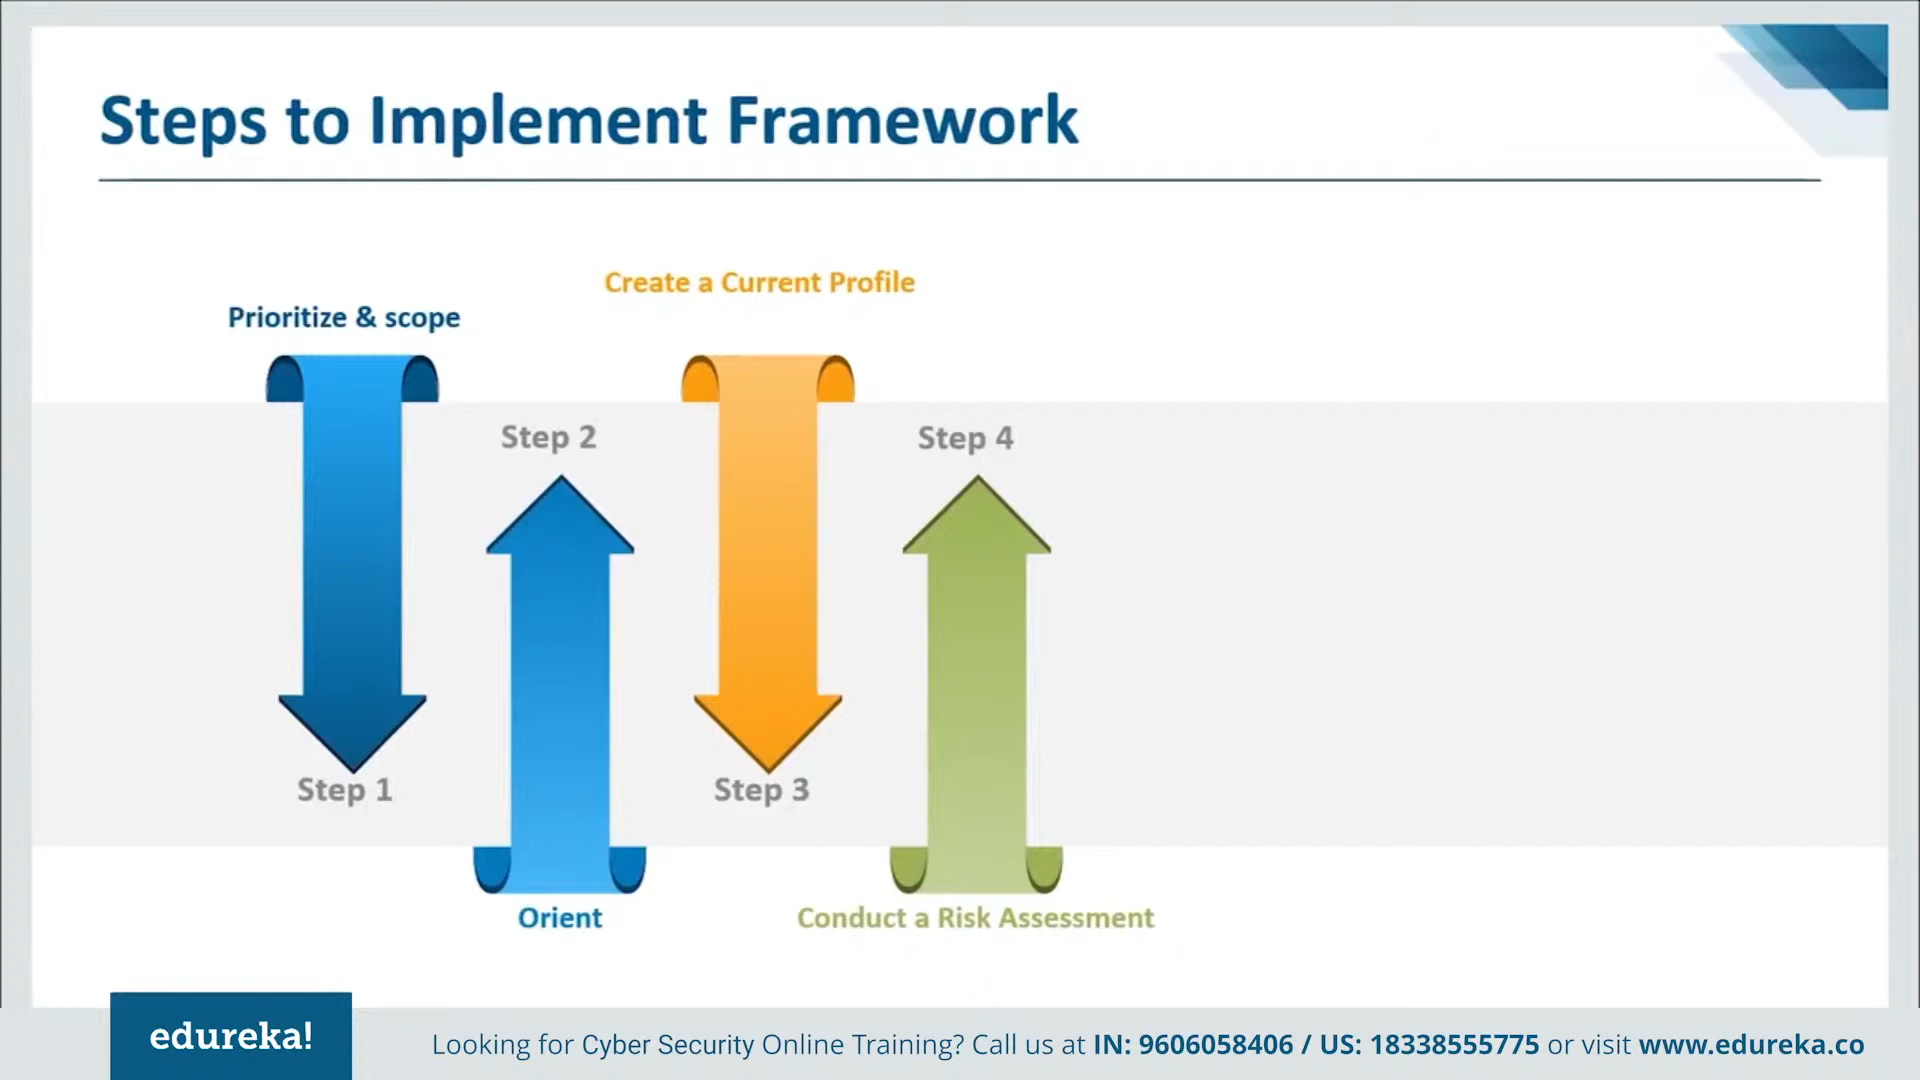 Steps to Implement Framework
Create a Current Profile
Prioritize & scope
Step 2
Step 4
Step 1
Step 3
Orient
Conduct a Risk Assessment
edureka!
Looking for Cyber Security Online Training? Call us at IN: 9606058406 / US: 18338555775 or visit www.edureka.co